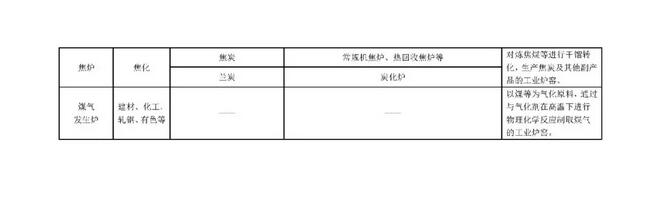 焦炉
焦化
焦炭
常规机焦炉、热回收焦炉等
兰炭
炭化炉
对炼焦煤等进行干馏转
化，生产焦炭及其他副产
品的工业炉窑。
煤气
发生炉
建材、化工、
轧钢、有色等
——
——
以煤等为气化原料，通过
与气化剂在高温下进行
物理化学反应制取煤气
的工业炉窑。